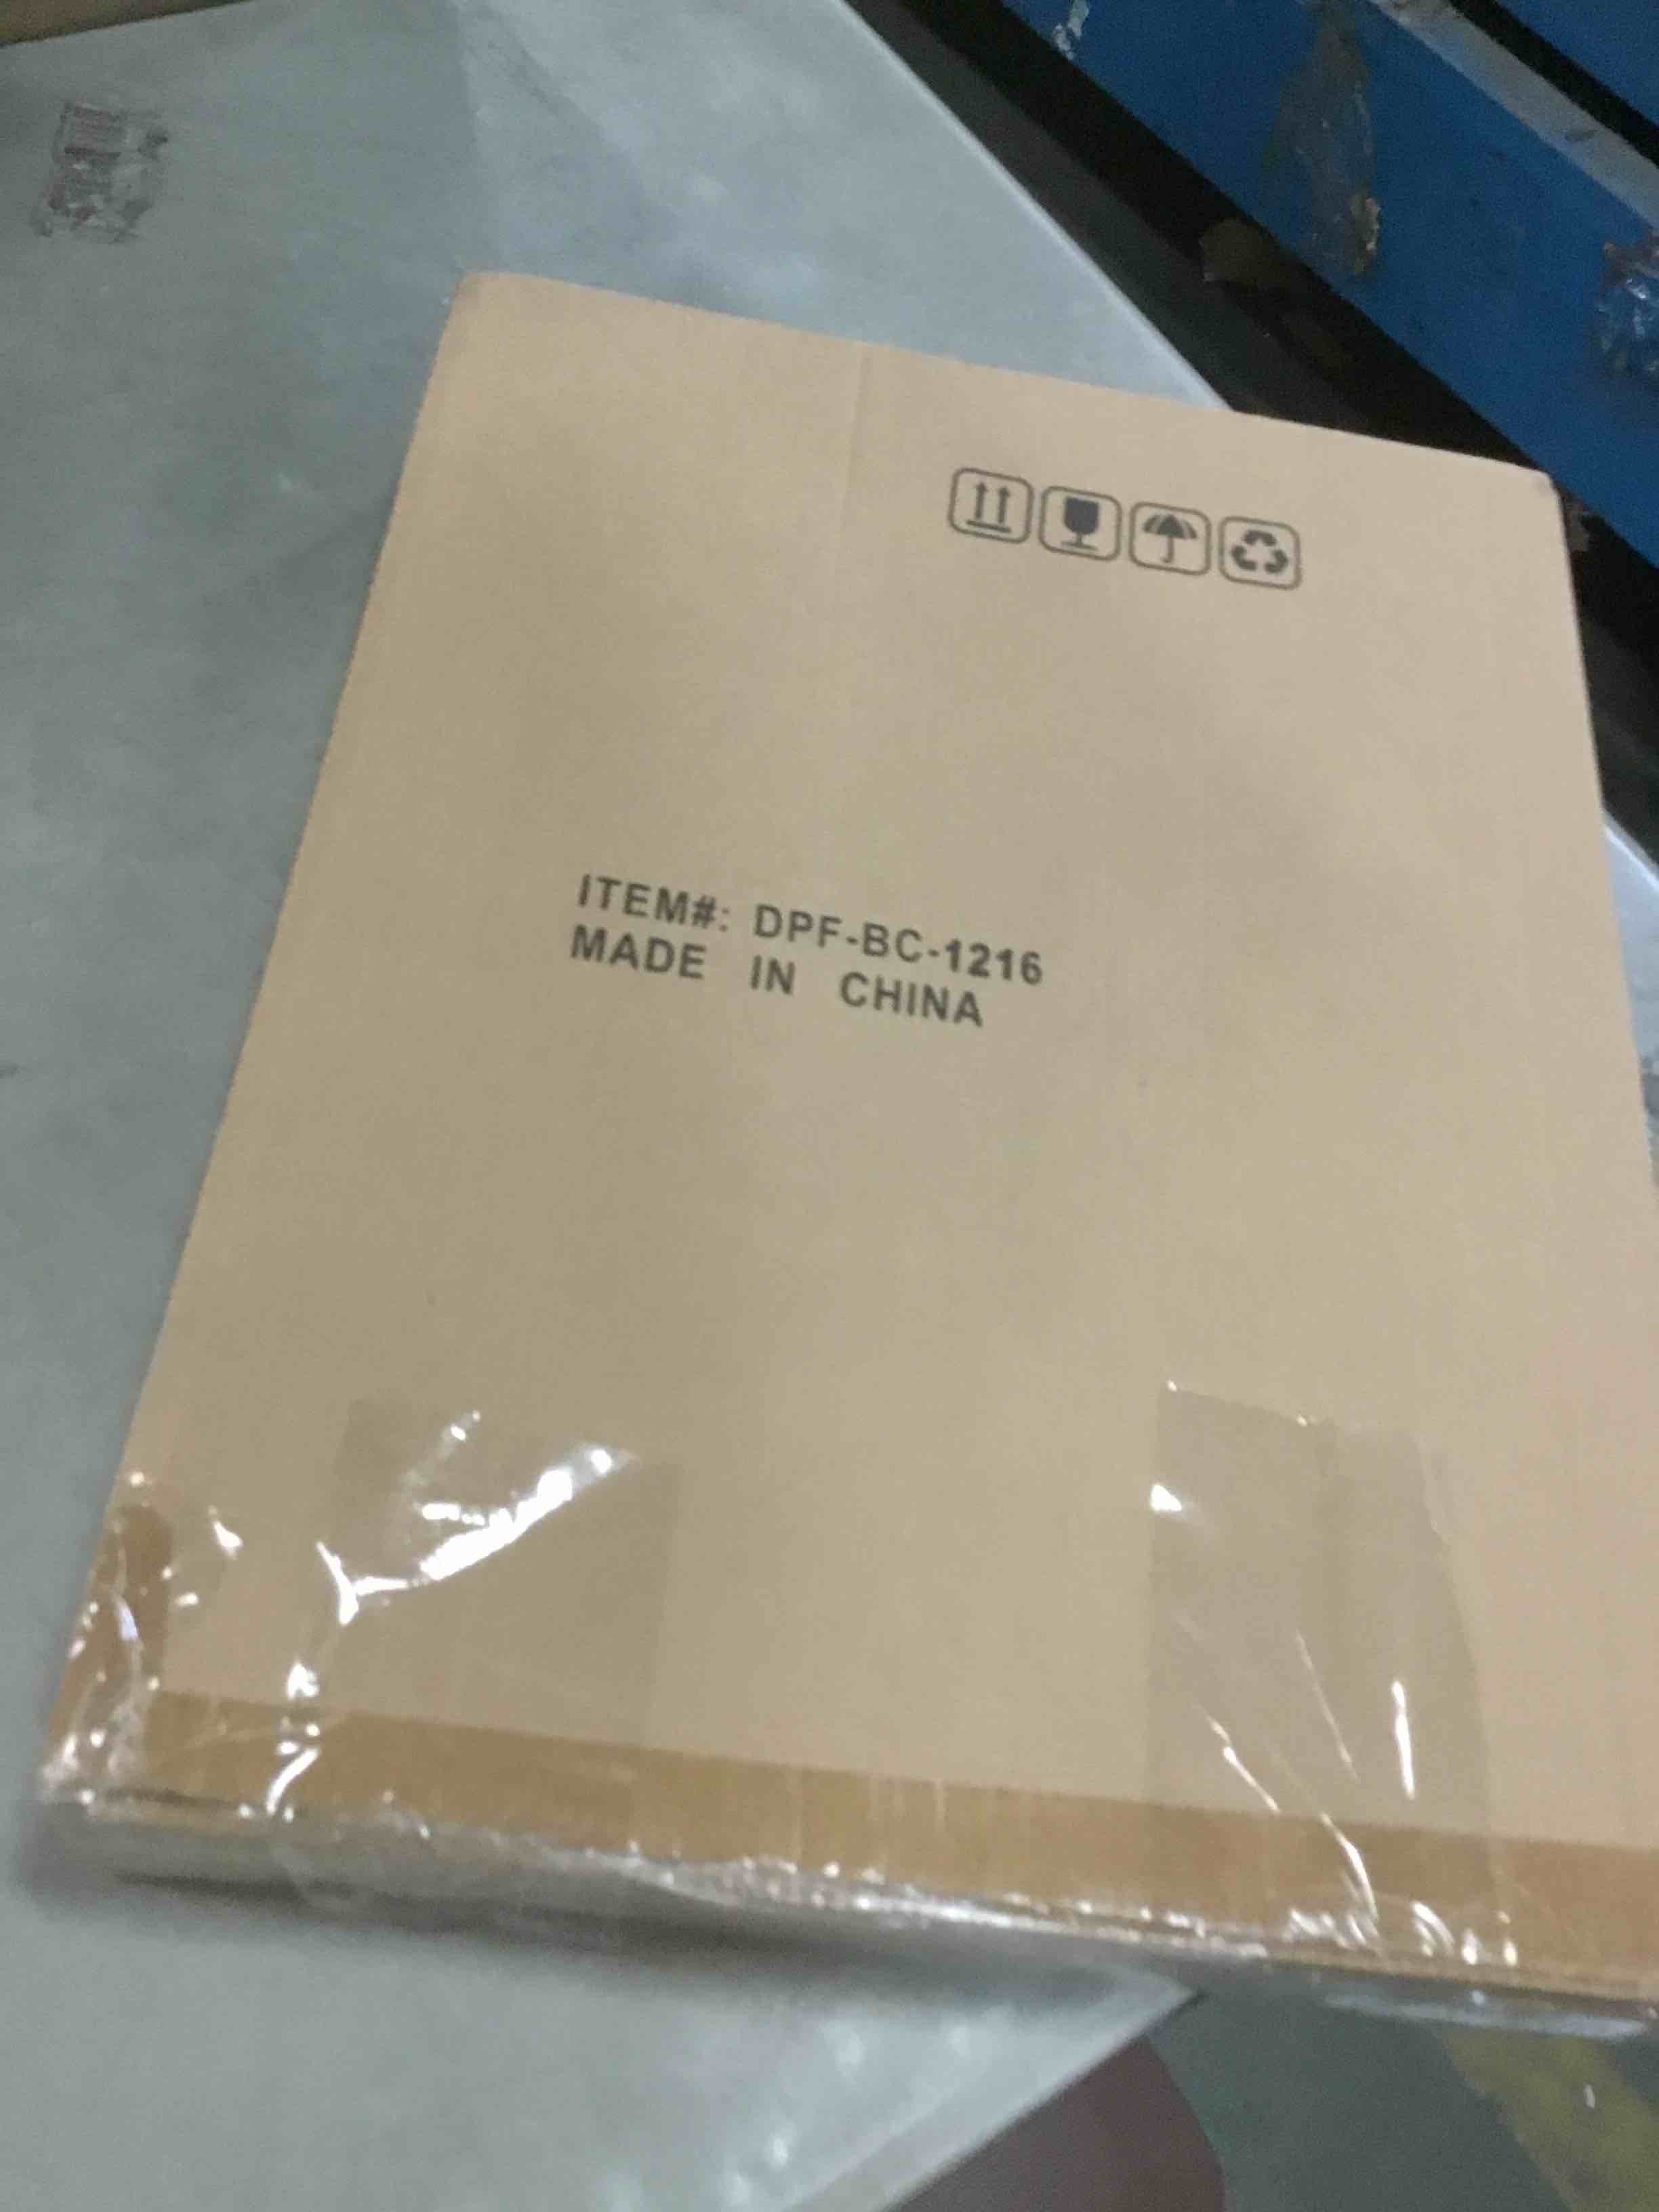 ITEM#: DPF-BC-1216
MADE IN CHINA